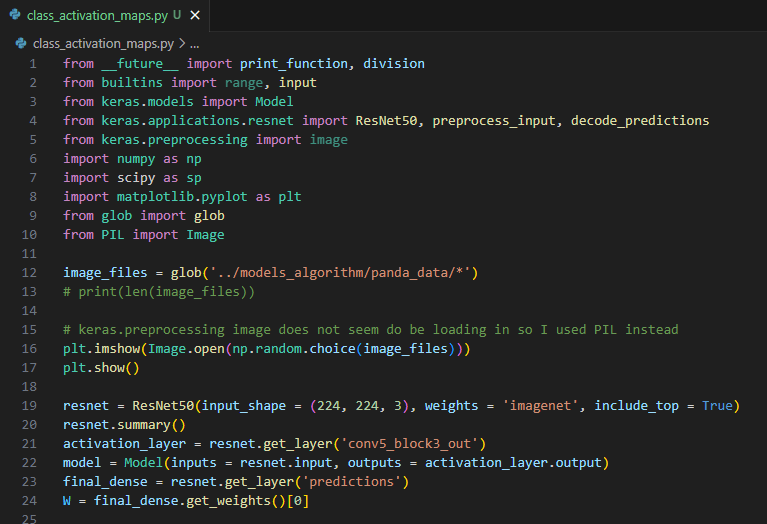 class_activation_maps.py U
class_activation_maps.py > ...
1 from __future__ import print_function, division
2 from builtins import range, input
3 from keras.models import Model
4 from keras.applications.resnet import ResNet50, preprocess_input, decode_predictions
5 from keras.preprocessing import image
6 import numpy as np
7 import scipy as sp
8 import matplotlib.pyplot as plt
9 from glob import glob
10 from PIL import Image
11
12 image_files = glob('../models_algorithm/panda_data/*')
13 # print(len(image_files))
14
15 # keras.preprocessing image does not seem do be loading in so I used PIL instead
16 plt.imshow(Image.open(np.random.choice(image_files)))
17 plt.show()
18
19 resnet = ResNet50(input_shape = (224, 224, 3), weights = 'imagenet', include_top = True)
20 resnet.summary()
21 activation_layer = resnet.get_layer('conv5_block3_out')
22 model = Model(inputs = resnet.input, outputs = activation_layer.output)
23 final_dense = resnet.get_layer('predictions')
24 W = final_dense.get_weights()[0]
25